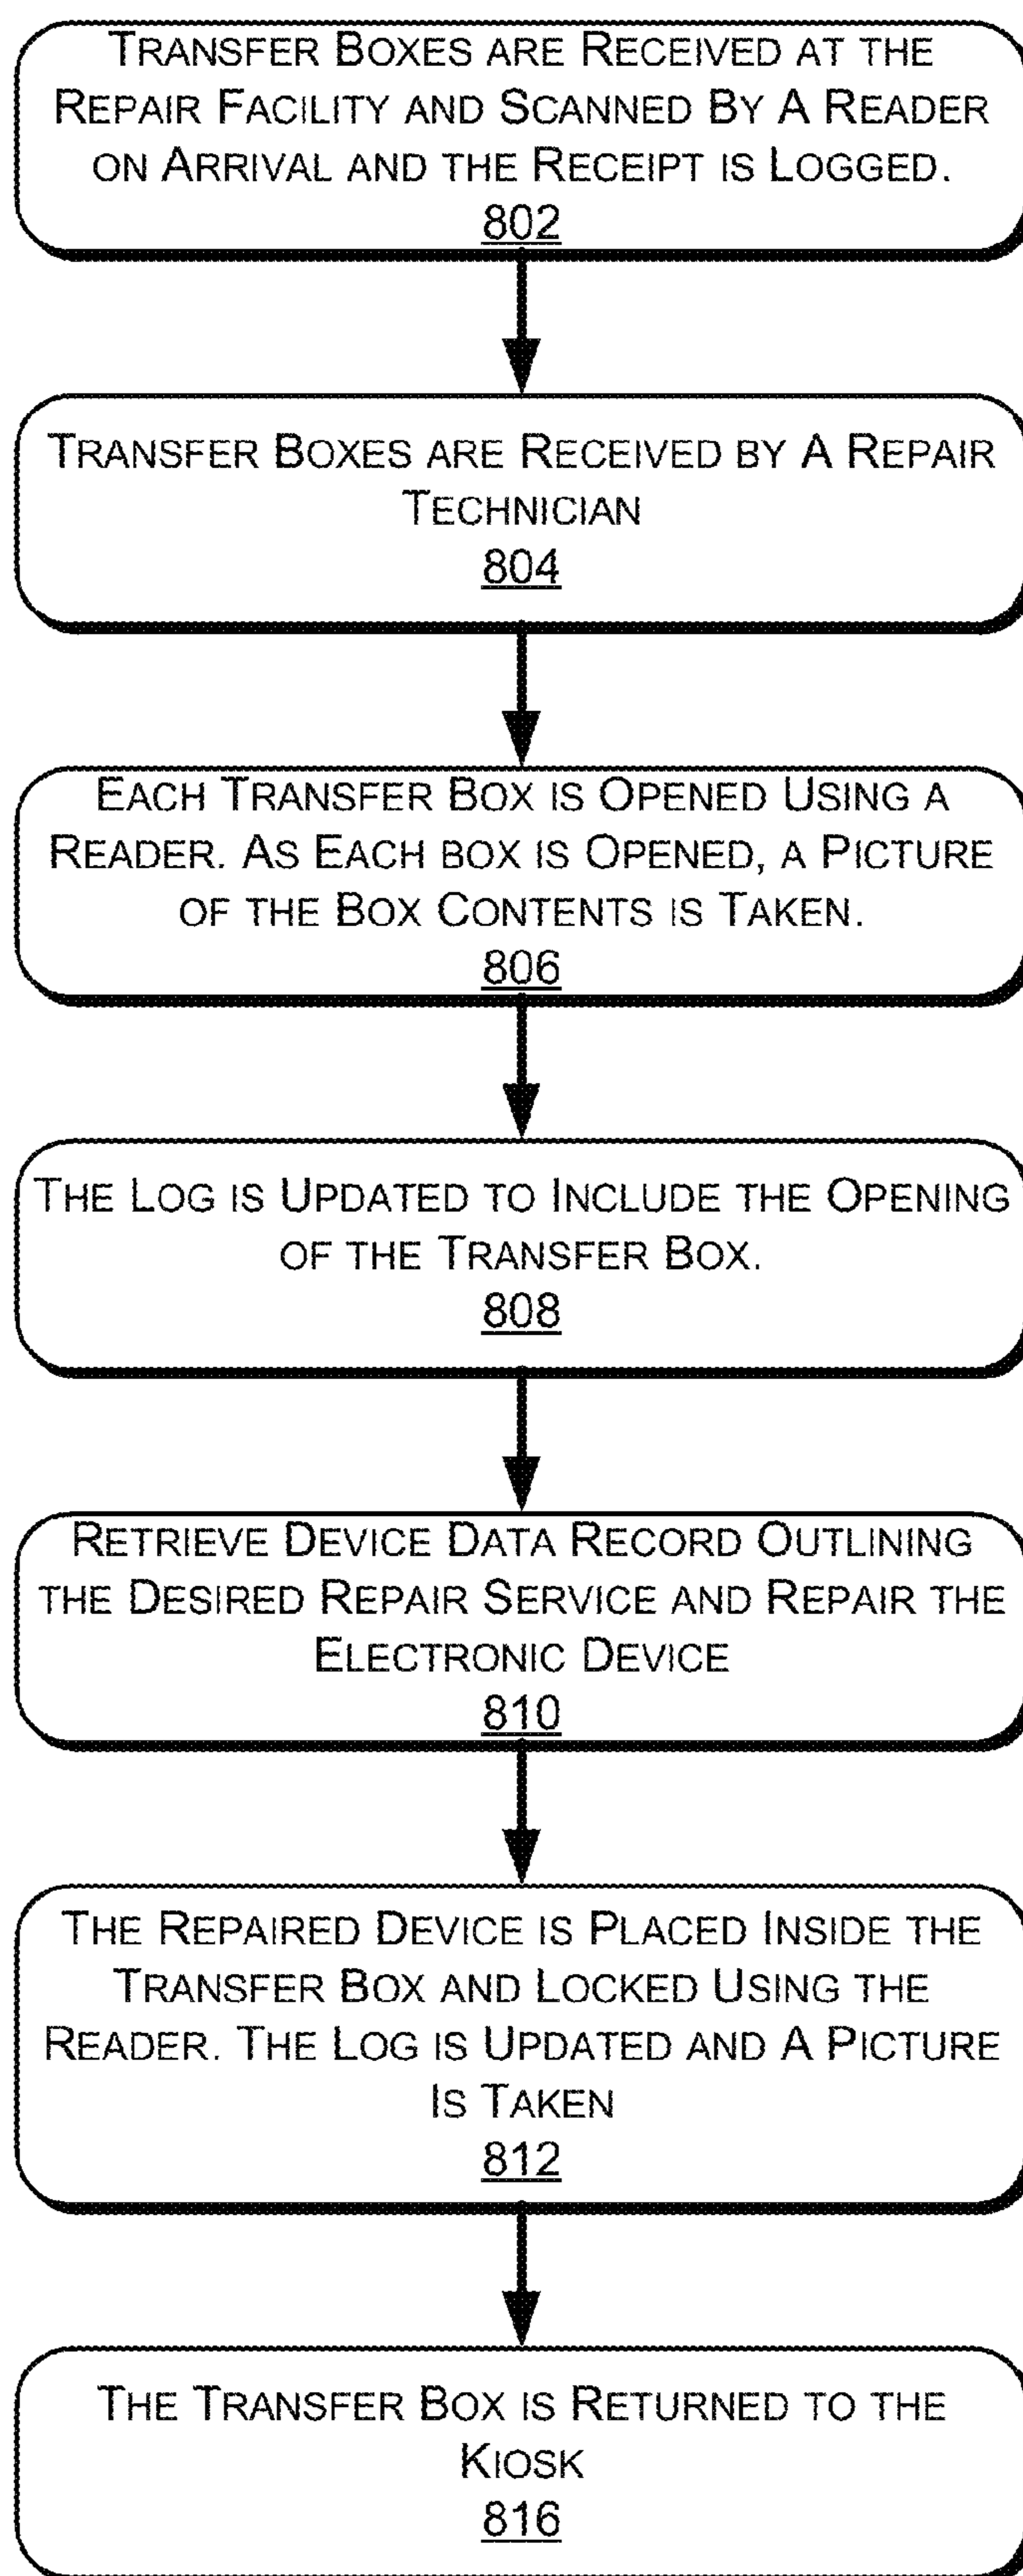 TRANSFER BOXES ARE RECEIVED AT THE
REPAIR FACILITY AND SCANNED BY A READER
ON ARRIVAL AND THE RECEIPT IS LOGGED.
802
TRANSFER BOXES ARE RECEIVED BY A REPAIR
TECHNICIAN
804
EACH TRANSFER BOX IS OPENED USING A
READER. AS EACH BOX IS OPENED, A PICTURE
OF THE BOX CONTENTS IS TAKEN.
806
THE LOG IS UPDATED TO INCLUDE THE OPENING
OF THE TRANSFER BOX.
808
RETRIEVE DEVICE DATA RECORD OUTLINING
THE DESIRED REPAIR SERVICE AND REPAIR THE
ELECTRONIC DEVICE
810
THE REPAIRED DEVICE IS PLACED INSIDE THE
TRANSFER BOX AND LOCKED USING THE
READER. THE LOG IS UPDATED AND A PICTURE
IS TAKEN
812
THE TRANSFER BOX IS RETURNED TO THE
KIOSK
816